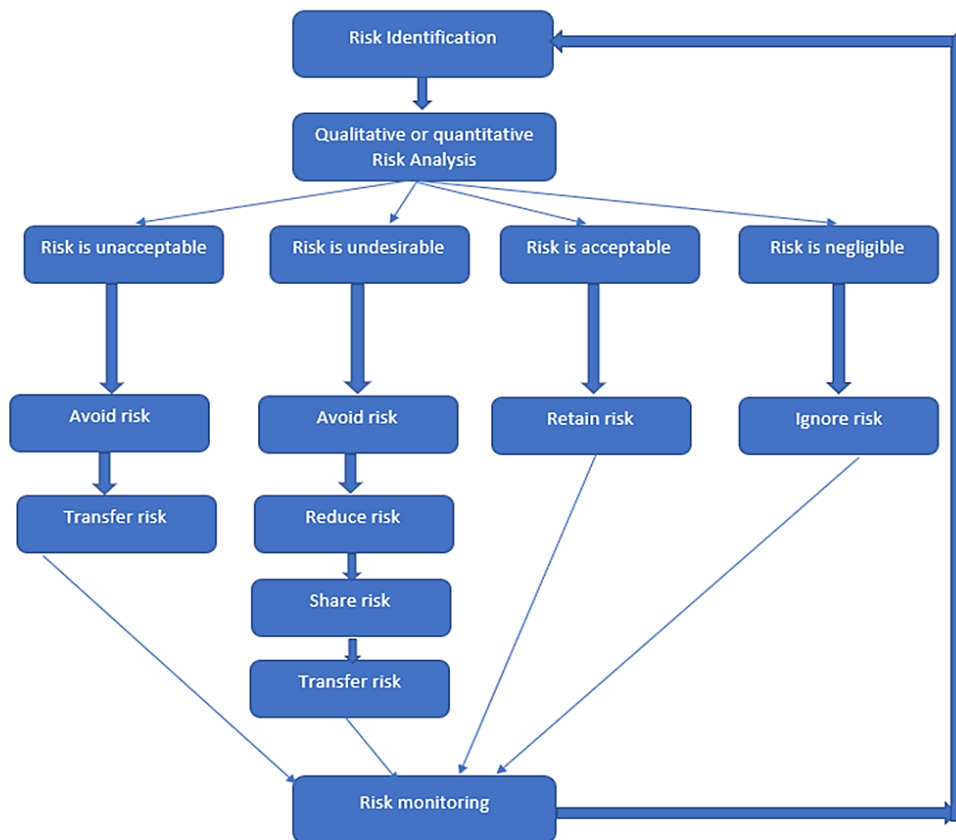 Risk Identification
Qualitative or quantitative
Risk Analysis
Risk is unacceptable
Risk is undesirable
Risk is acceptable
Risk is negligible
Avoid risk
Avoid risk
Retain risk
Ignore risk
Transfer risk
Reduce risk
Share risk
Transfer risk
Risk monitoring